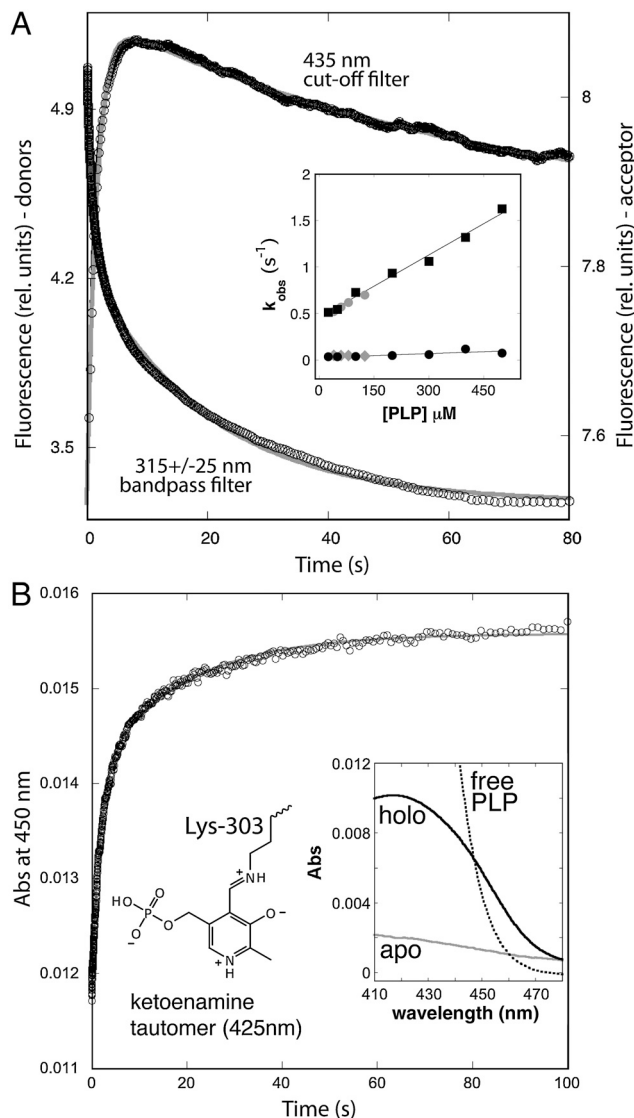 A
Fluorescence (rel. units) - donors
4.9
4.2
3.5
435 nm
cut-off filter
315+/-25 nm
bandpass filter
8
7.8
7.6
Fluorescence (rel. units) - acceptor
k_obs (s⁻¹)
2
1.5
1
0.5
0
0 150 300 450
[PLP] μM
0 20 40 60 80
Time (s)
B
Abs at 450 nm
0.016
0.015
0.014
0.013
0.012
0.011
Lys-303
HO
O
P
O
O⁻
+
NH
O⁻
+
N
H
ketoenamine
tautomer (425nm)
Abs
0.012
0.008
0.004
0
free
PLP
holo
apo
410 430 450 470
wavelength (nm)
0 20 40 60 80 100
Time (s)